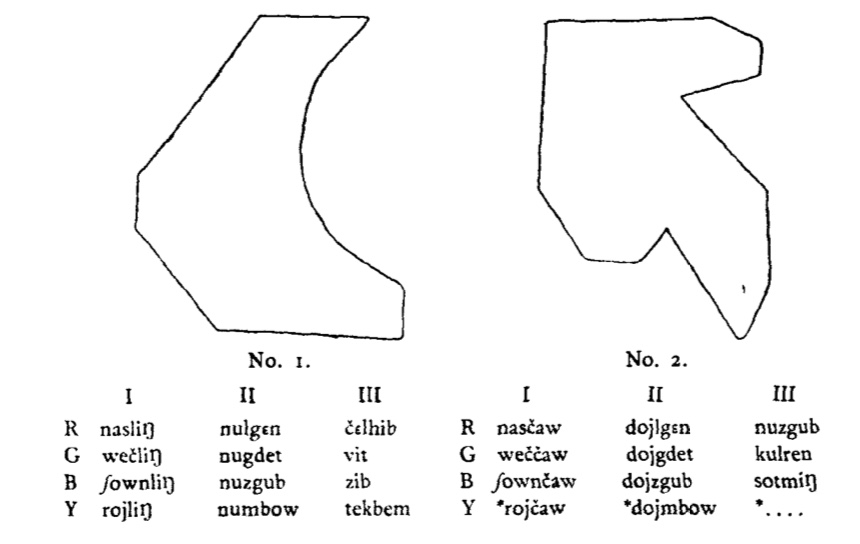 No. 1. No. 2.
I II III I II III
R nasliŋ nulgɛn čɛlhib R nasčaw dojlgɛn nuzgub
G wečliŋ nugdet vit G weččaw dojgdet kulren
B ʃownliŋ nuzgub zib B ʃownčaw dojzgub sotmiŋ
Y rojliŋ numbow tekbem Y *rojčaw *dojmbow *....